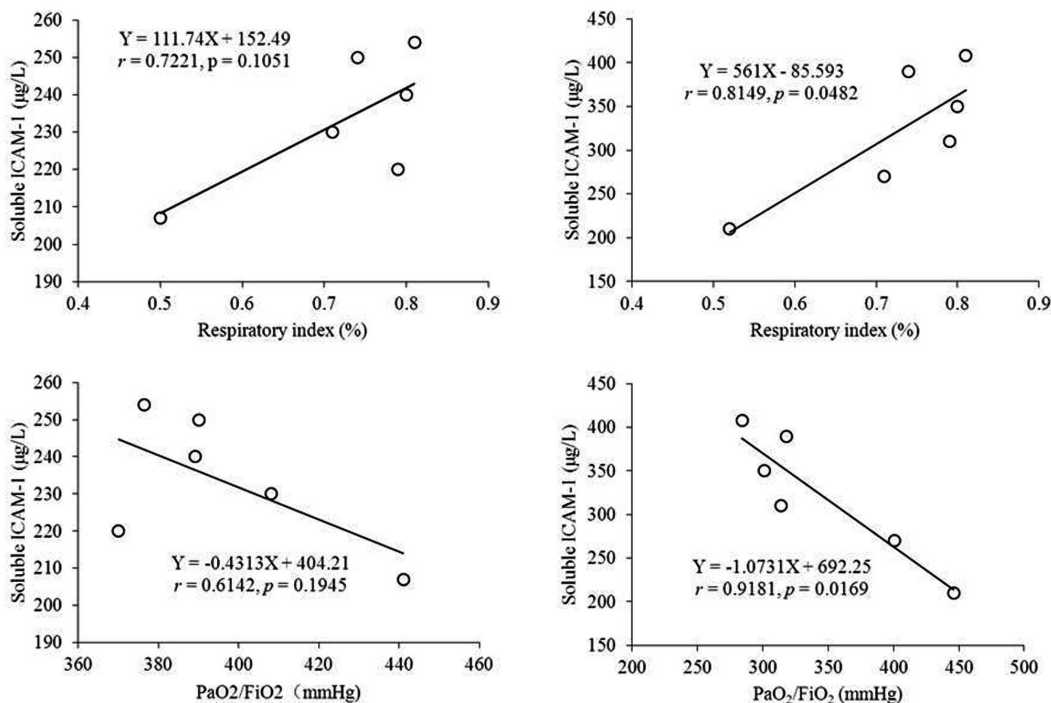 260
250
240
230
220
210
200
190
Soluble ICAM-1 (µg/L)
Y = 111.74X + 152.49
r = 0.7221, p = 0.1051
0.4 0.5 0.6 0.7 0.8 0.9
Respiratory index (%)
450
400
350
300
250
200
150
Soluble ICAM-1 (µg/L)
Y = 561X - 85.593
r = 0.8149, p = 0.0482
0.4 0.5 0.6 0.7 0.8 0.9
Respiratory index (%)
260
250
240
230
220
210
200
190
Soluble ICAM-1 (µg/L)
Y = -0.4313X + 404.21
r = 0.6142, p = 0.1945
360 380 400 420 440 460
PaO2/FiO2（mmHg)
450
400
350
300
250
200
150
Soluble ICAM-1 (µg/L)
Y = -1.0731X + 692.25
r = 0.9181, p = 0.0169
200 250 300 350 400 450 500
PaO₂/FiO₂ (mmHg)